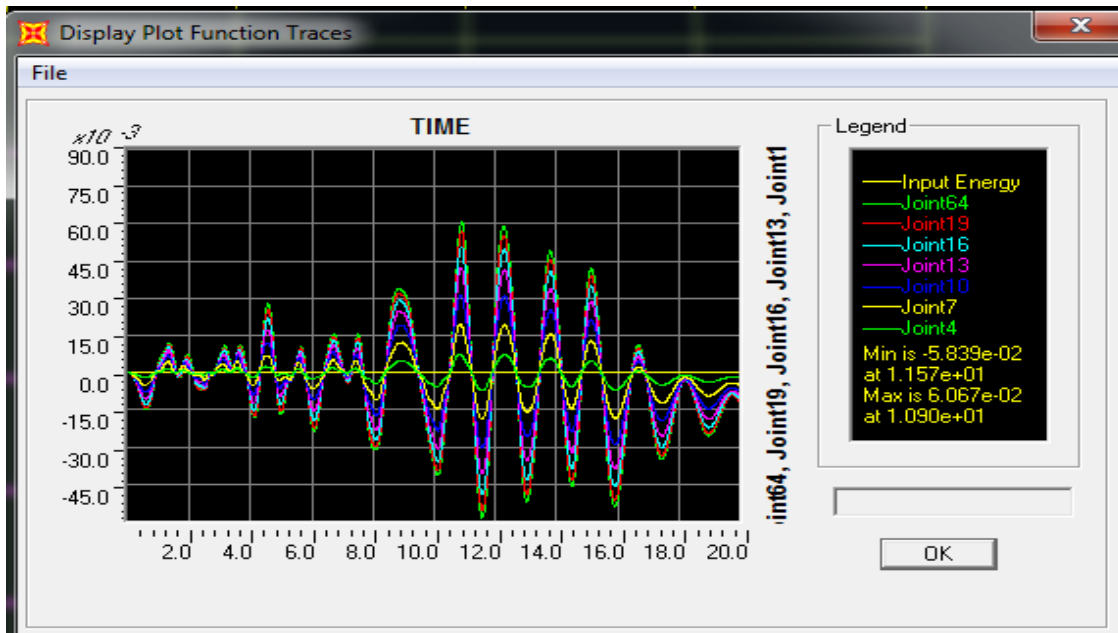 Display Plot Function Traces
File
x10 -3
TIME
90.0
75.0
60.0
45.0
30.0
15.0
0.0
-15.0
-30.0
-45.0
2.0 4.0 6.0 8.0 10.0 12.0 14.0 16.0 18.0 20.0
Joint19, Joint16, Joint13, Joint1
Legend
Input Energy
Joint64
Joint19
Joint16
Joint13
Joint10
Joint7
Joint4
Min is -5.839e-02
at 1.157e+01
Max is 6.067e-02
at 1.090e+01
OK